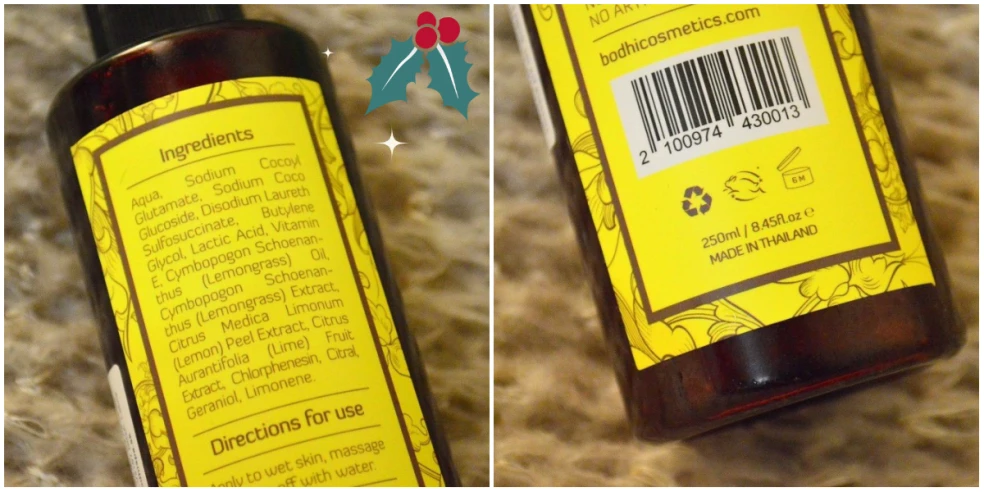 Ingredients
Aqua, Sodium Cocoyl
Glutamate, Sodium Coco
Glucoside, Disodium Laureth
Sulfosuccinate, Butylene
Glycol, Lactic Acid, Vitamin
E, Cymbopogon Schoenan-
thus (Lemongrass) Oil,
Cymbopogon Schoenan-
thus (Lemongrass) Extract,
Citrus Medica Limonum
(Lemon) Peel Extract, Citrus
Aurantifolia (Lime) Fruit
Extract, Chlorphenesin, Citral,
Geraniol, Limonene.
Directions for use
Apply to wet skin, massage
off with water.
NO
bodhicosmetics.com
2 100974 430013
6 M
250ml / 8.45fl.oz ℮
MADE IN THAILAND